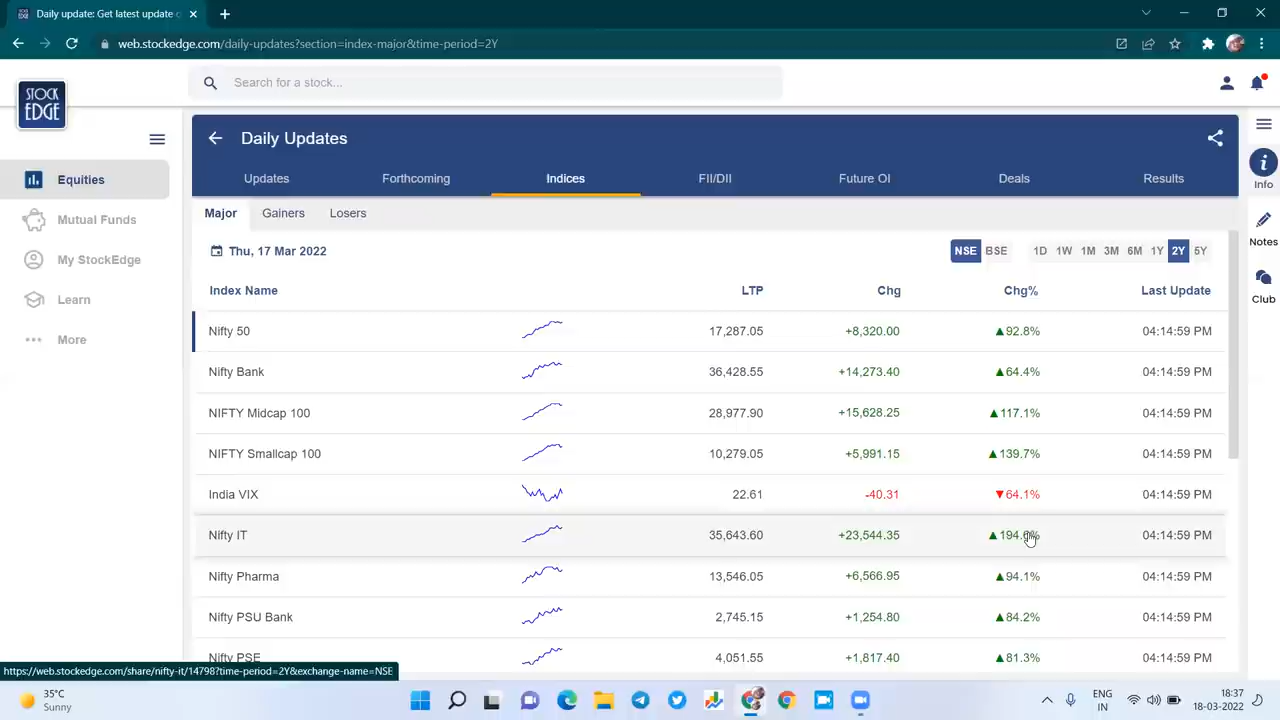 Daily update: Get latest update o
web.stockedge.com/daily-updates?section=index-major&time-period=2Y
STOCK EDGE
Search for a stock...
Equities
Mutual Funds
My StockEdge
Learn
More
Daily Updates
Updates Forthcoming Indices FII/DII Future OI Deals Results
Major Gainers Losers
Thu, 17 Mar 2022 NSE BSE 1D 1W 1M 3M 6M 1Y 2Y 5Y
Index Name LTP Chg Chg% Last Update
Nifty 50 17,287.05 +8,320.00 ▲92.8% 04:14:59 PM
Nifty Bank 36,428.55 +14,273.40 ▲64.4% 04:14:59 PM
NIFTY Midcap 100 28,977.90 +15,628.25 ▲117.1% 04:14:59 PM
NIFTY Smallcap 100 10,279.05 +5,991.15 ▲139.7% 04:14:59 PM
India VIX 22.61 -40.31 ▼64.1% 04:14:59 PM
Nifty IT 35,643.60 +23,544.35 04:14:59 PM
Nifty Pharma 13,546.05 +6,566.95 ▲94.1% 04:14:59 PM
Nifty PSU Bank 2,745.15 +1,254.80 ▲84.2% 04:14:59 PM
Nifty PSE 4,051.55 +1,817.40 ▲81.3% 04:14:59 PM
Info
Notes
Club
https://web.stockedge.com/share/nifty-it/14798?time-period=2Y&exchange-name=NSE
35°C
Sunny
ENG
IN
18:37
18-03-2022